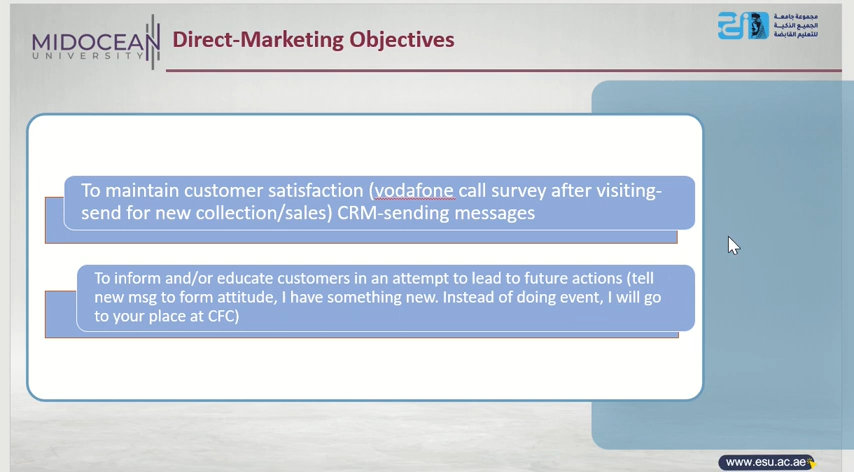 MIDOCEAN
UNIVERSITY
Direct-Marketing Objectives
مجموعة جامعة
الجميع الذكية
للتعليم القابضة
To maintain customer satisfaction (vodafone call survey after visiting-
send for new collection/sales) CRM-sending messages
To inform and/or educate customers in an attempt to lead to future actions (tell
new msg to form attitude, I have something new. Instead of doing event, I will go
to your place at CFC)
www.esu.ac.ae